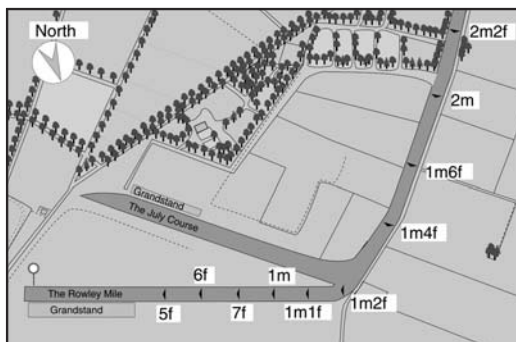 North
2m2f
2m
1m6f
Grandstand
The July Course
1m4f
6f
1m
The Rowley Mile
1m2f
Grandstand
5f
7f
1m1f